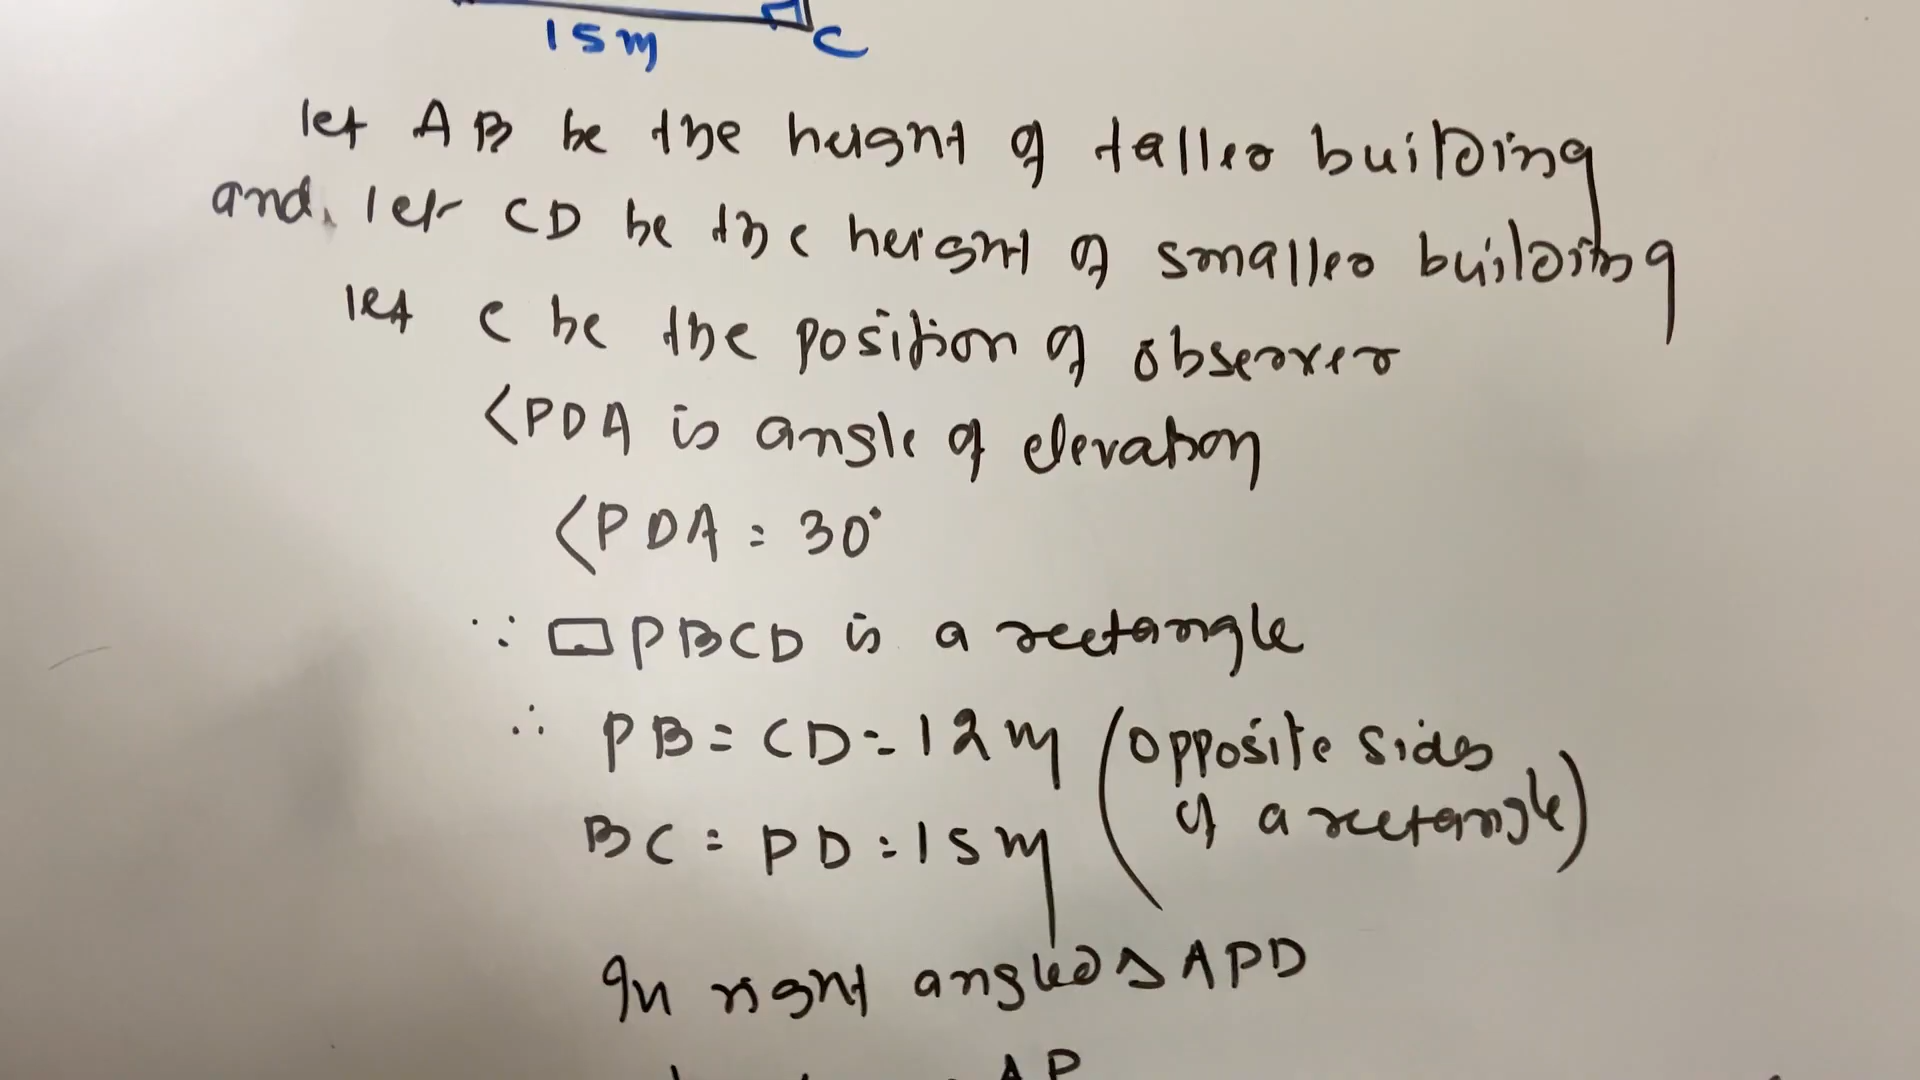 15m C
let AB be the height of taller building
and let CD be the height of smaller building
let C be the position of observer
<PDA is angle of elevation
<PDA = 30°
∵ ▭PBCD is a rectangle
∴ PB = CD = 12m (opposite sides
of a rectangle)
BC = PD = 15m
In right angled △APD
AP